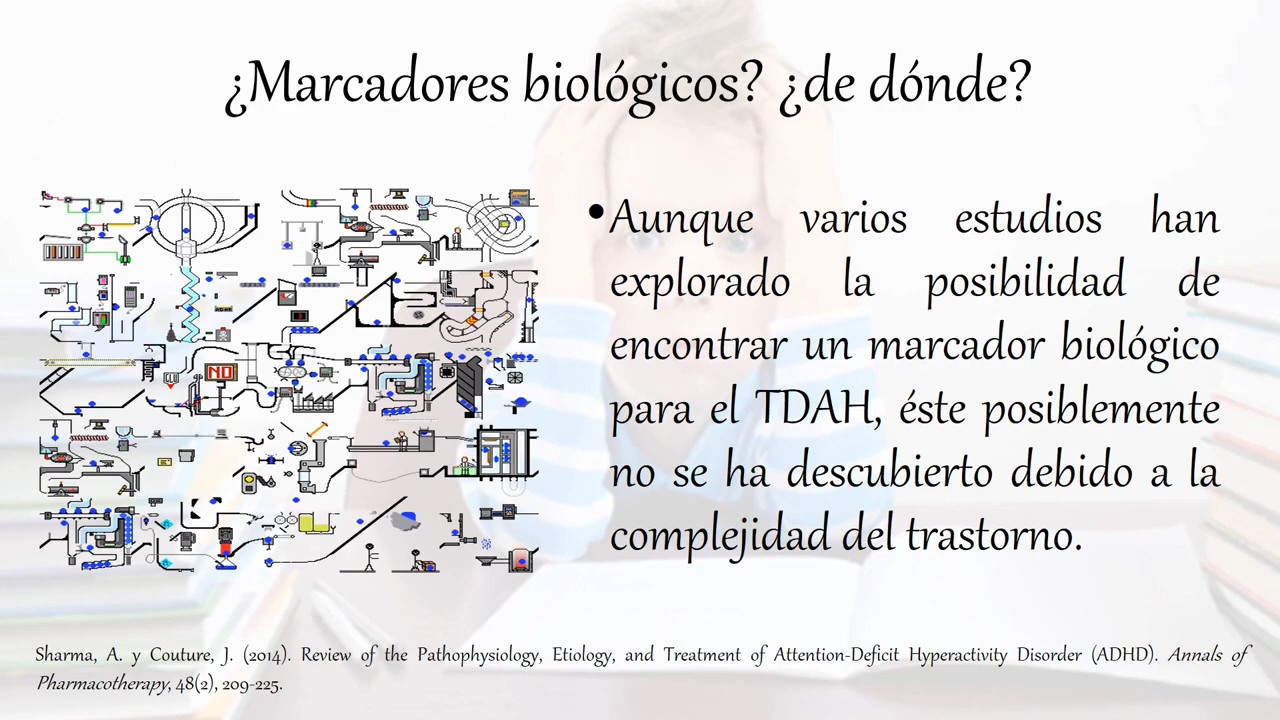 ¿Marcadores biológicos? ¿de dónde?
•Aunque varios estudios han
explorado la posibilidad de
encontrar un marcador biológico
para el TDAH, éste posiblemente
no se ha descubierto debido a la
complejidad del trastorno.
NO
Sharma, A. y Couture, J. (2014). Review of the Pathophysiology, Etiology, and Treatment of Attention-Deficit Hyperactivity Disorder (ADHD). Annals of
Pharmacotherapy, 48(2), 209-225.